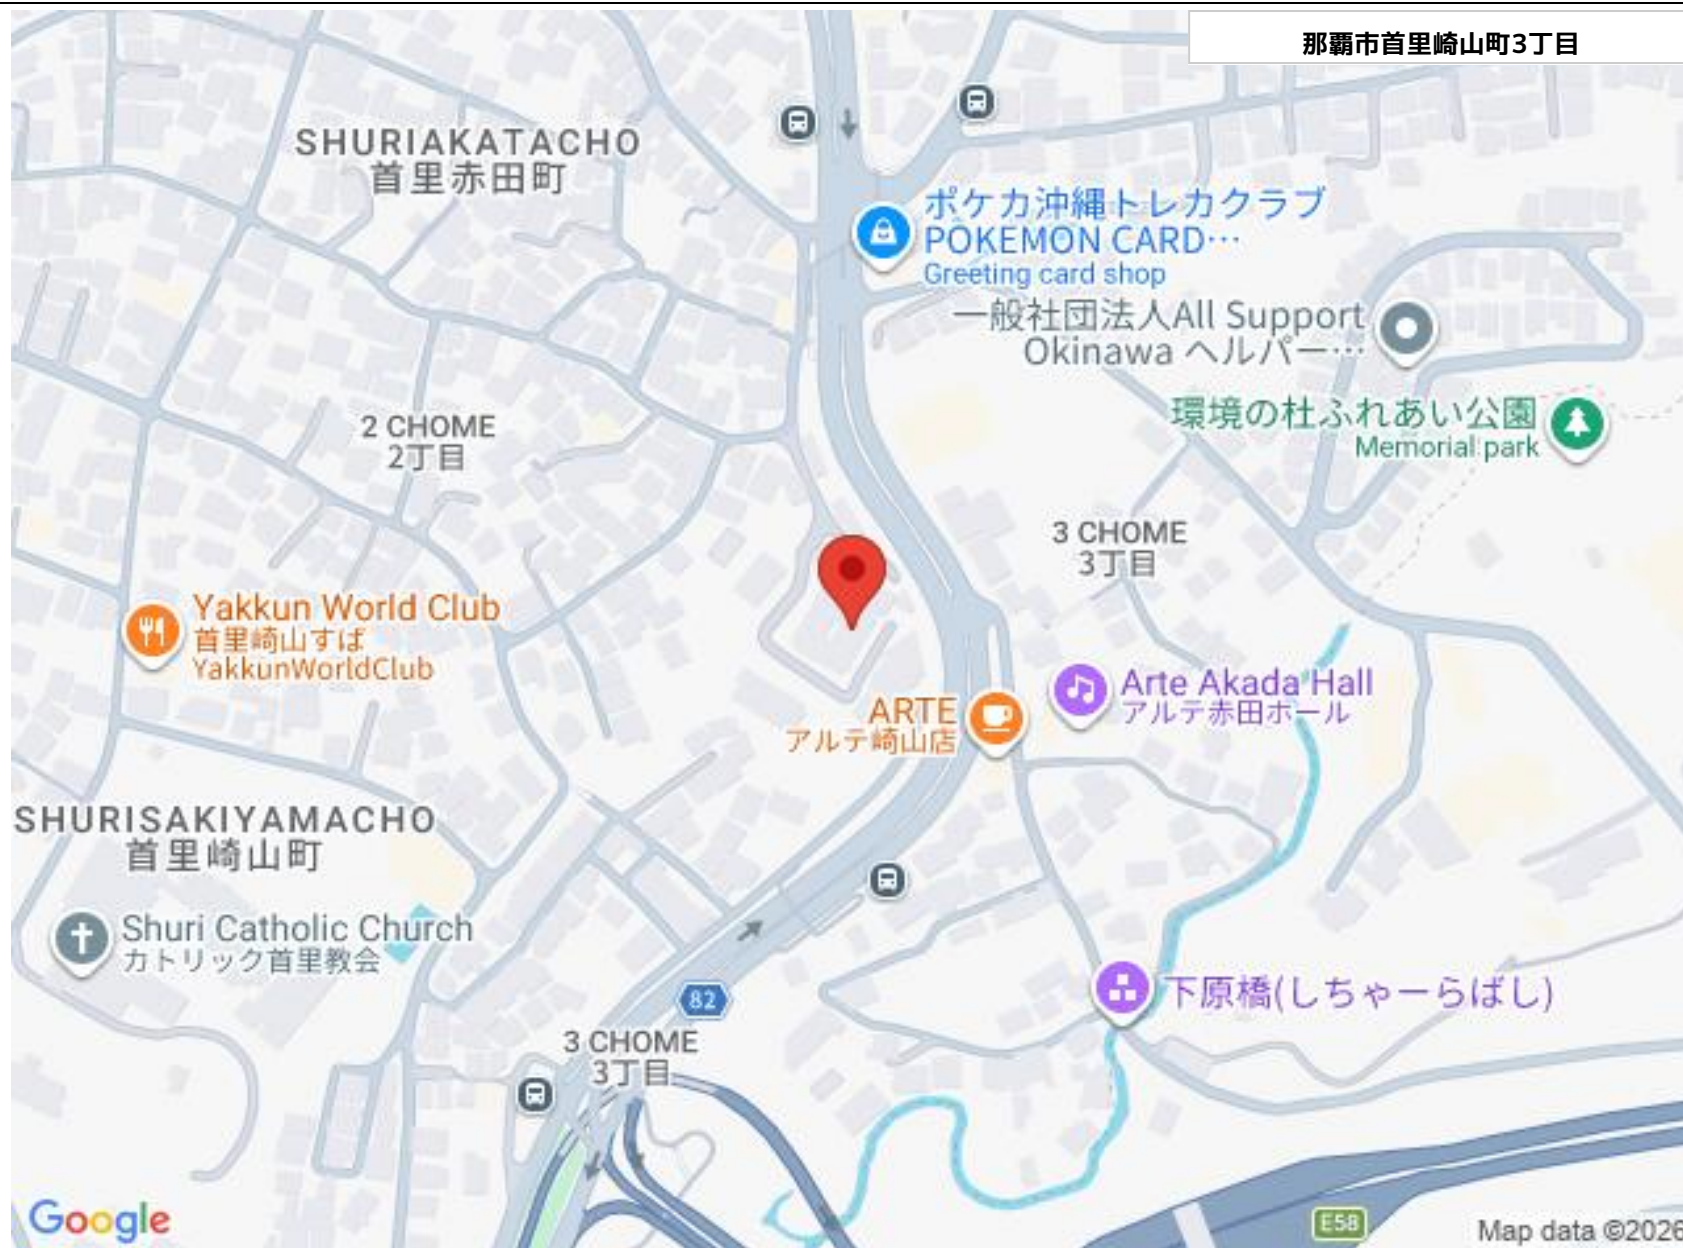 那覇市首里崎山町3丁目
SHURIAKATACHO
首里赤田町
ポケカ沖縄トレカクラブ
POKEMON CARD…
Greeting card shop
一般社団法人All Support
Okinawa ヘルパー…
環境の杜ふれあい公園
Memorial park
2 CHOME
2丁目
3 CHOME
3丁目
Yakkun World Club
首里崎山すば
YakkunWorldClub
Arte Akada Hall
アルテ赤田ホール
ARTE
アルテ崎山店
SHURISAKIYAMACHO
首里崎山町
Shuri Catholic Church
カトリック首里教会
下原橋(しちゃーらばし)
82
3 CHOME
3丁目
Google
E58
Map data ©2026